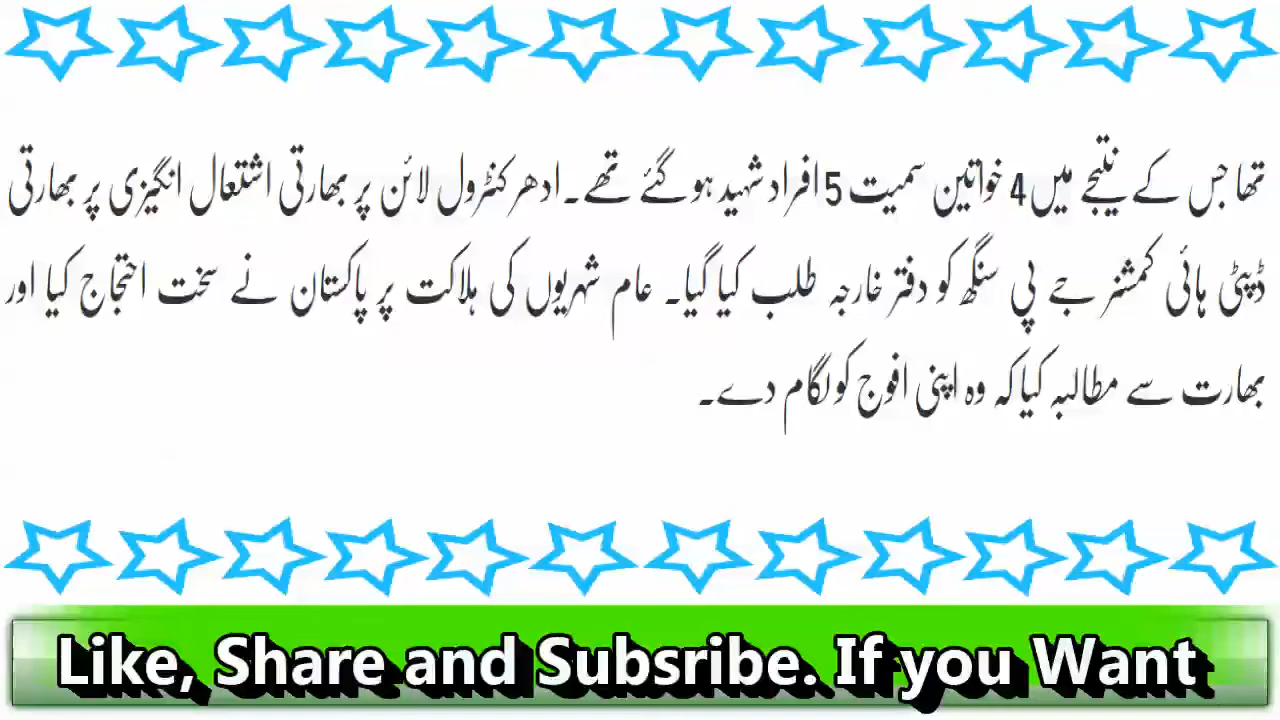 تھا جس کے نتیجے میں 4 خواتین سمیت 5 افراد شہید ہو گئے تھے۔ ادھر کنٹرول لائن پر بھارتی اشتعال انگیزی پر بھارتی
ڈپٹی ہائی کمشنر جے پی سنگھ کو دفتر خارجہ طلب کیا گیا۔ عام شہریوں کی ہلاکت پر پاکستان نے سخت احتجاج کیا اور
بھارت سے مطالبہ کیا کہ وہ اپنی افوج کو لگام دے۔
Like, Share and Subsribe. If you Want